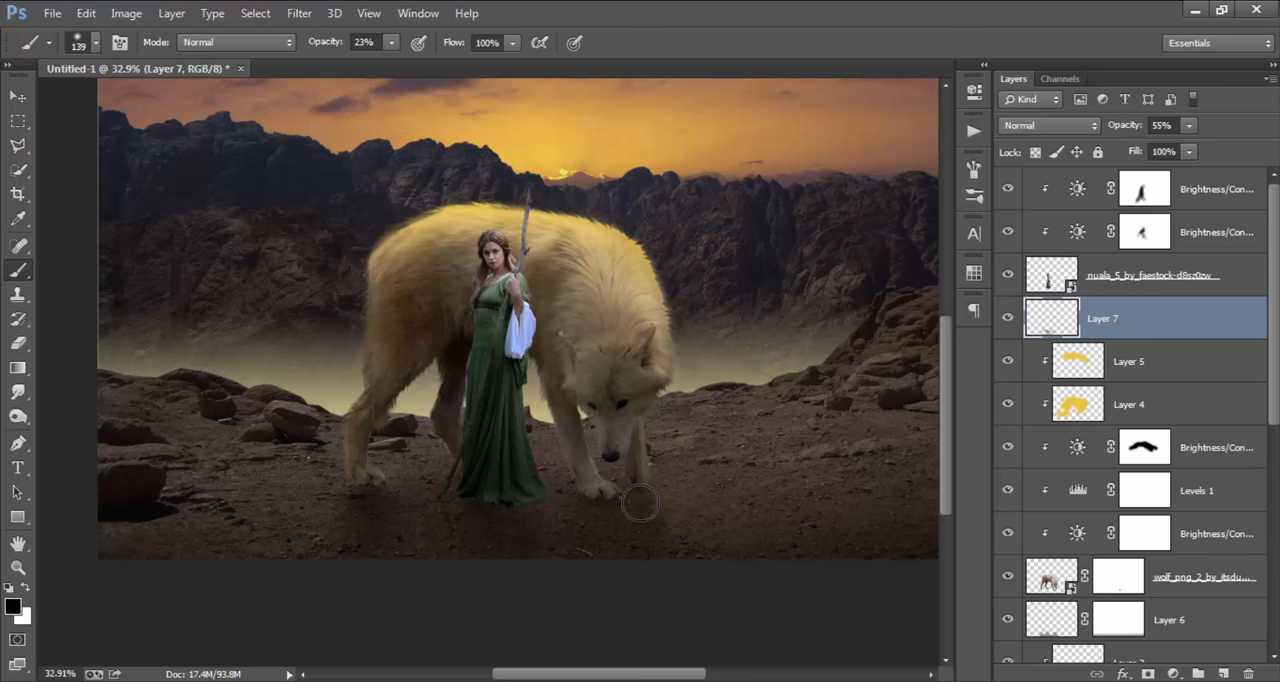 Ps File Edit Image Layer Type Select Filter 3D View Window Help
139 Mode: Normal Opacity: 23% Flow: 100% Essentials
Untitled-1 @ 32.9% (Layer 7, RGB/8) * ×
Layers Channels
Kind
Normal Opacity: 55%
Lock: Fill: 100%
Brightness/Con...
Brightness/Con...
nuala_5_by_faestock-d8sz0zw
Layer 7
Layer 5
Layer 4
Brightness/Con...
Levels 1
Brightness/Con...
wolf_png_2_by_itsdu...
Layer 6
32.91% Doc: 17.4M/93.8M